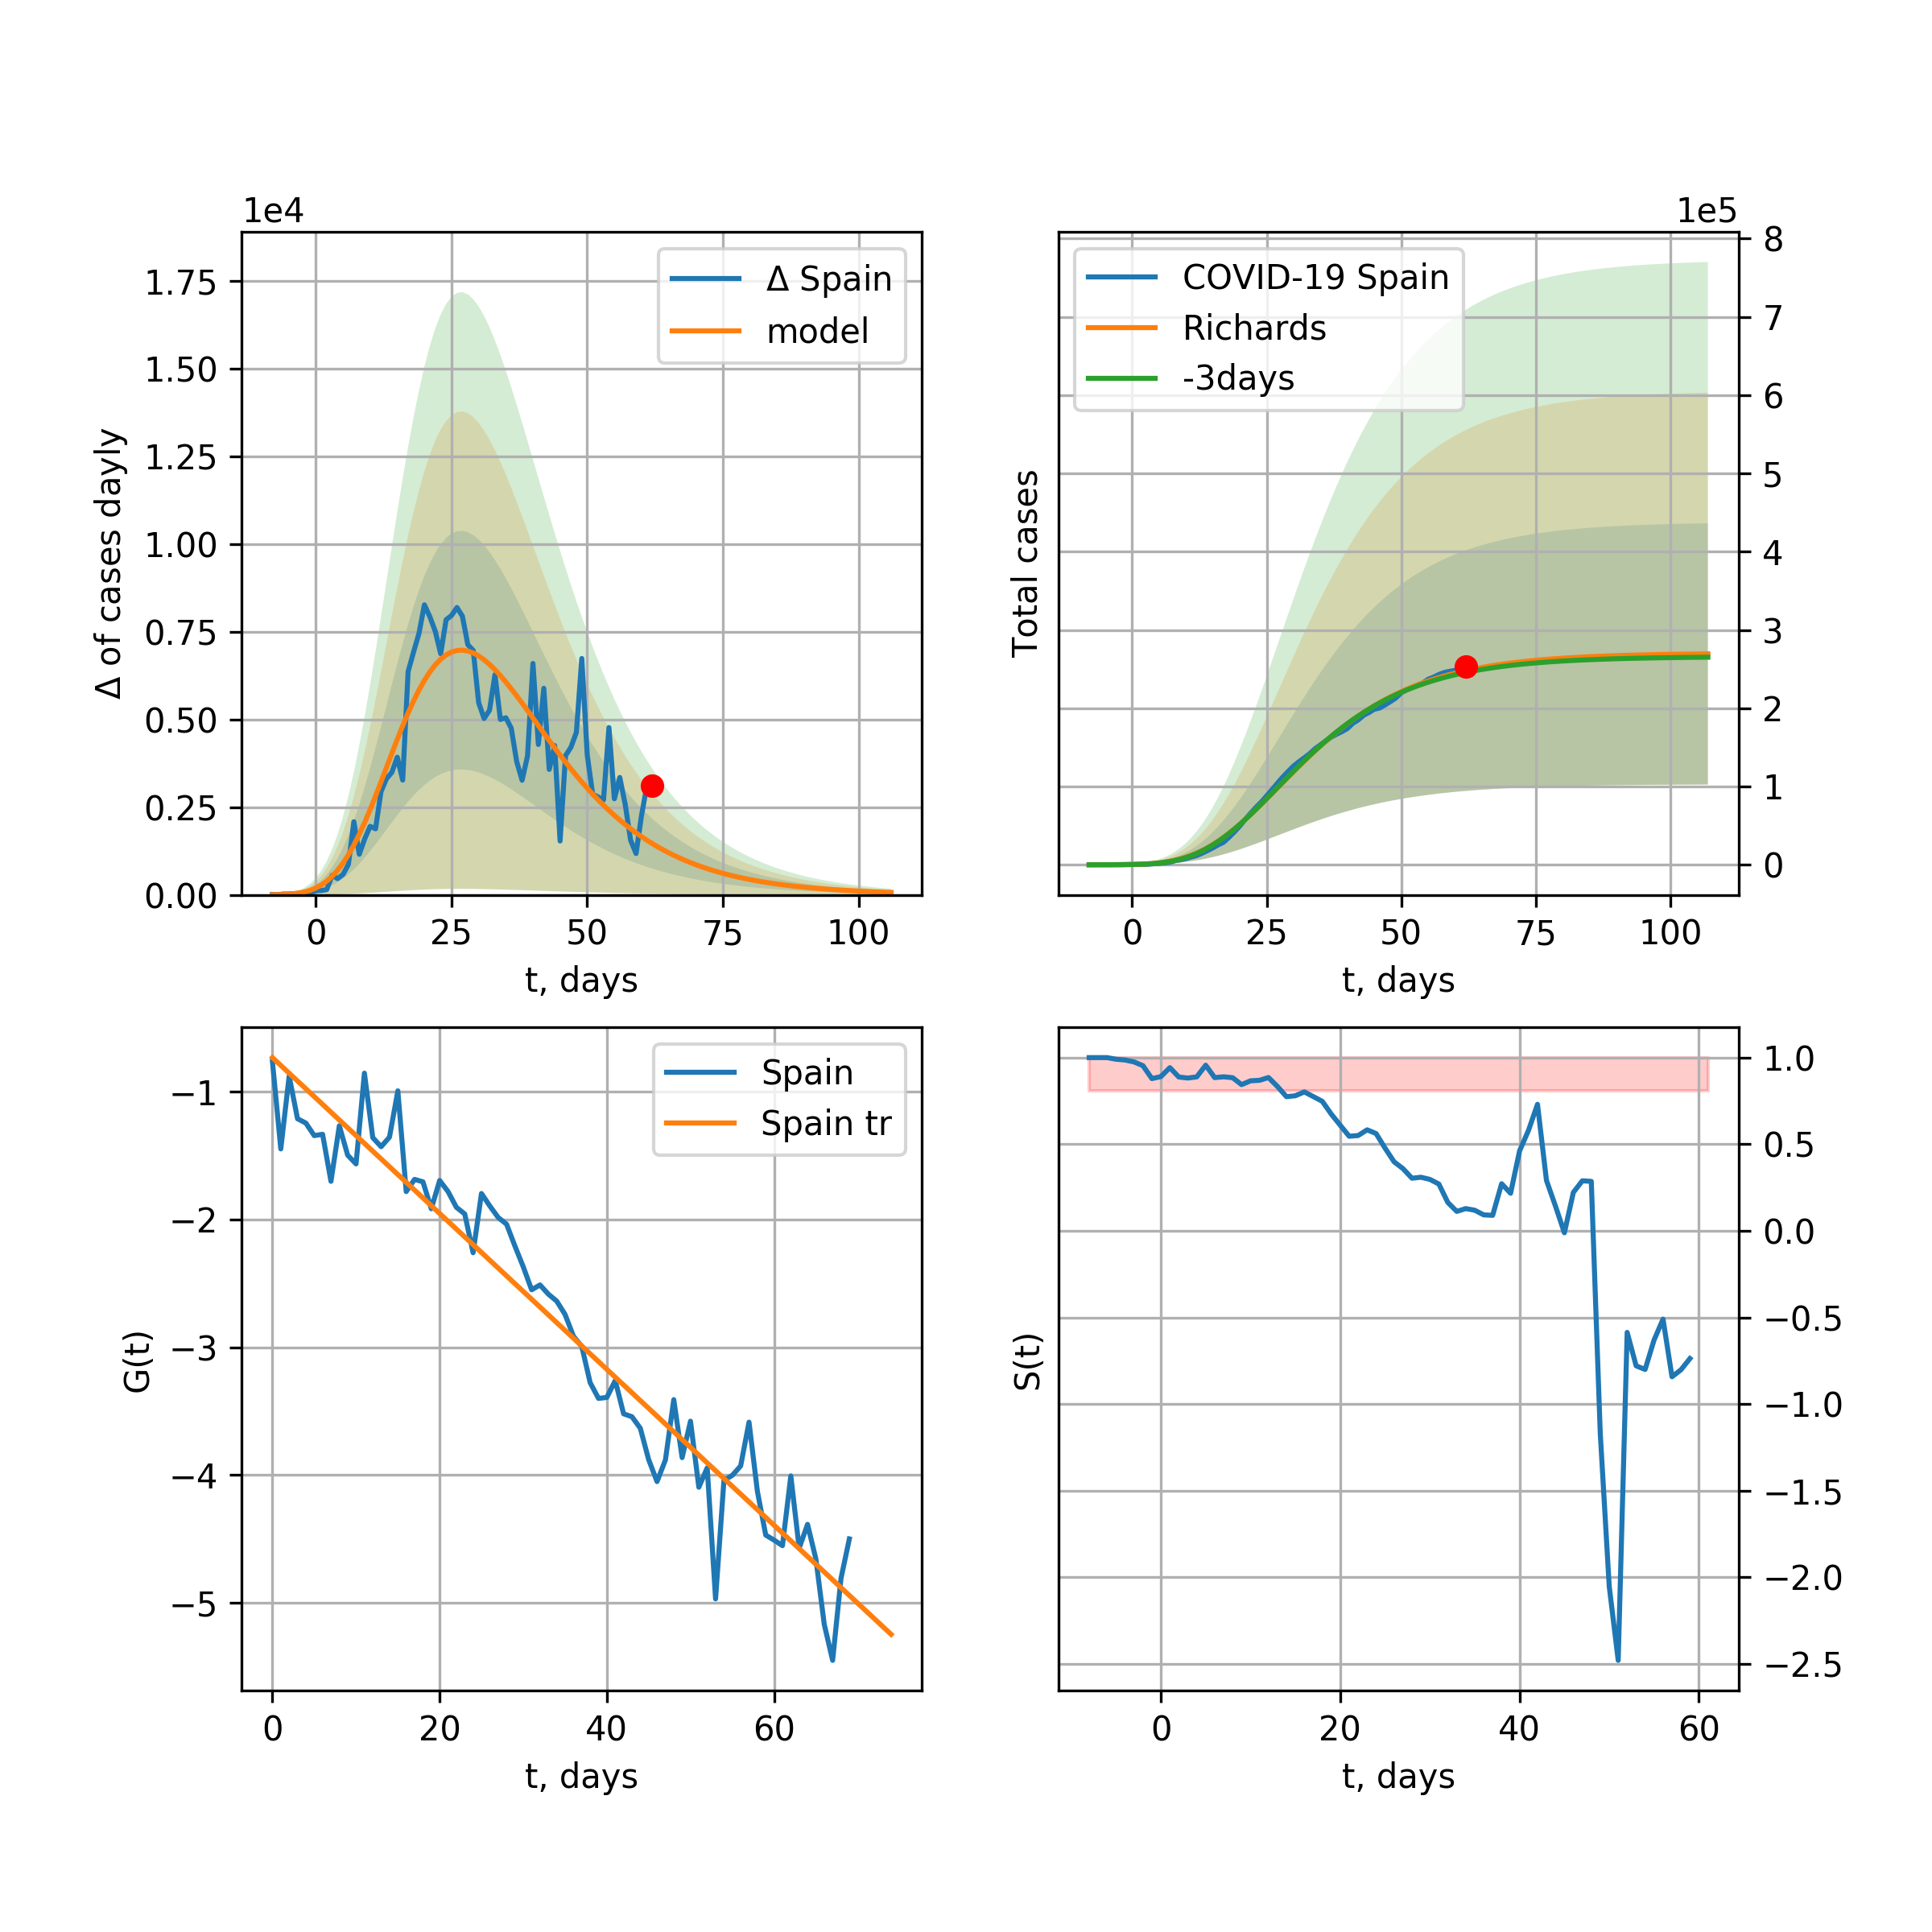 1e4
1.75
1.50
1.25
1.00
0.75
0.50
0.25
0.00
Δ of cases dayly
0
25
50
75
100
t, days
Δ Spain
model
1e5
8
7
6
5
4
3
2
1
0
Total cases
0
25
50
75
100
t, days
COVID-19 Spain
Richards
-3days
−1
−2
−3
−4
−5
G(t)
0
20
40
60
t, days
Spain
Spain tr
1.0
0.5
0.0
−0.5
−1.0
−1.5
−2.0
−2.5
S(t)
0
20
40
60
t, days